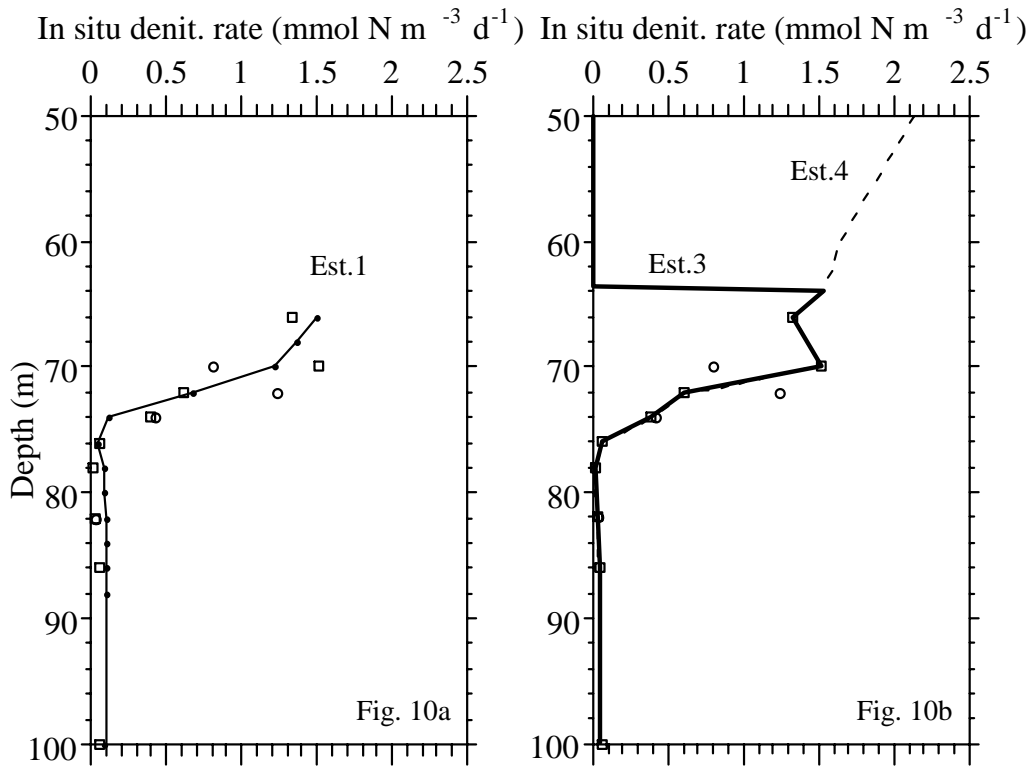 In situ denit. rate (mmol N m⁻³ d⁻¹) In situ denit. rate (mmol N m⁻³ d⁻¹)
0 0.5 1 1.5 2 2.5 0 0.5 1 1.5 2 2.5
50 50
Est.4
60 60
Est.1 Est.3
70 70
Depth (m)
80 80
90 90
Fig. 10a Fig. 10b
100 100